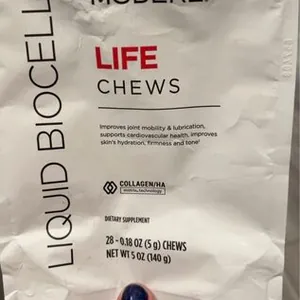 LIQUID BIOCELL
LIFE
CHEWS
Improves joint mobility & lubrication,
supports cardiovascular health, improves
skin's hydration, firmness and tone
COLLAGEN/HA
DIETARY SUPPLEMENT
28 - 0.18 OZ (5 g) CHEWS
NET WT 5 OZ (140 g)